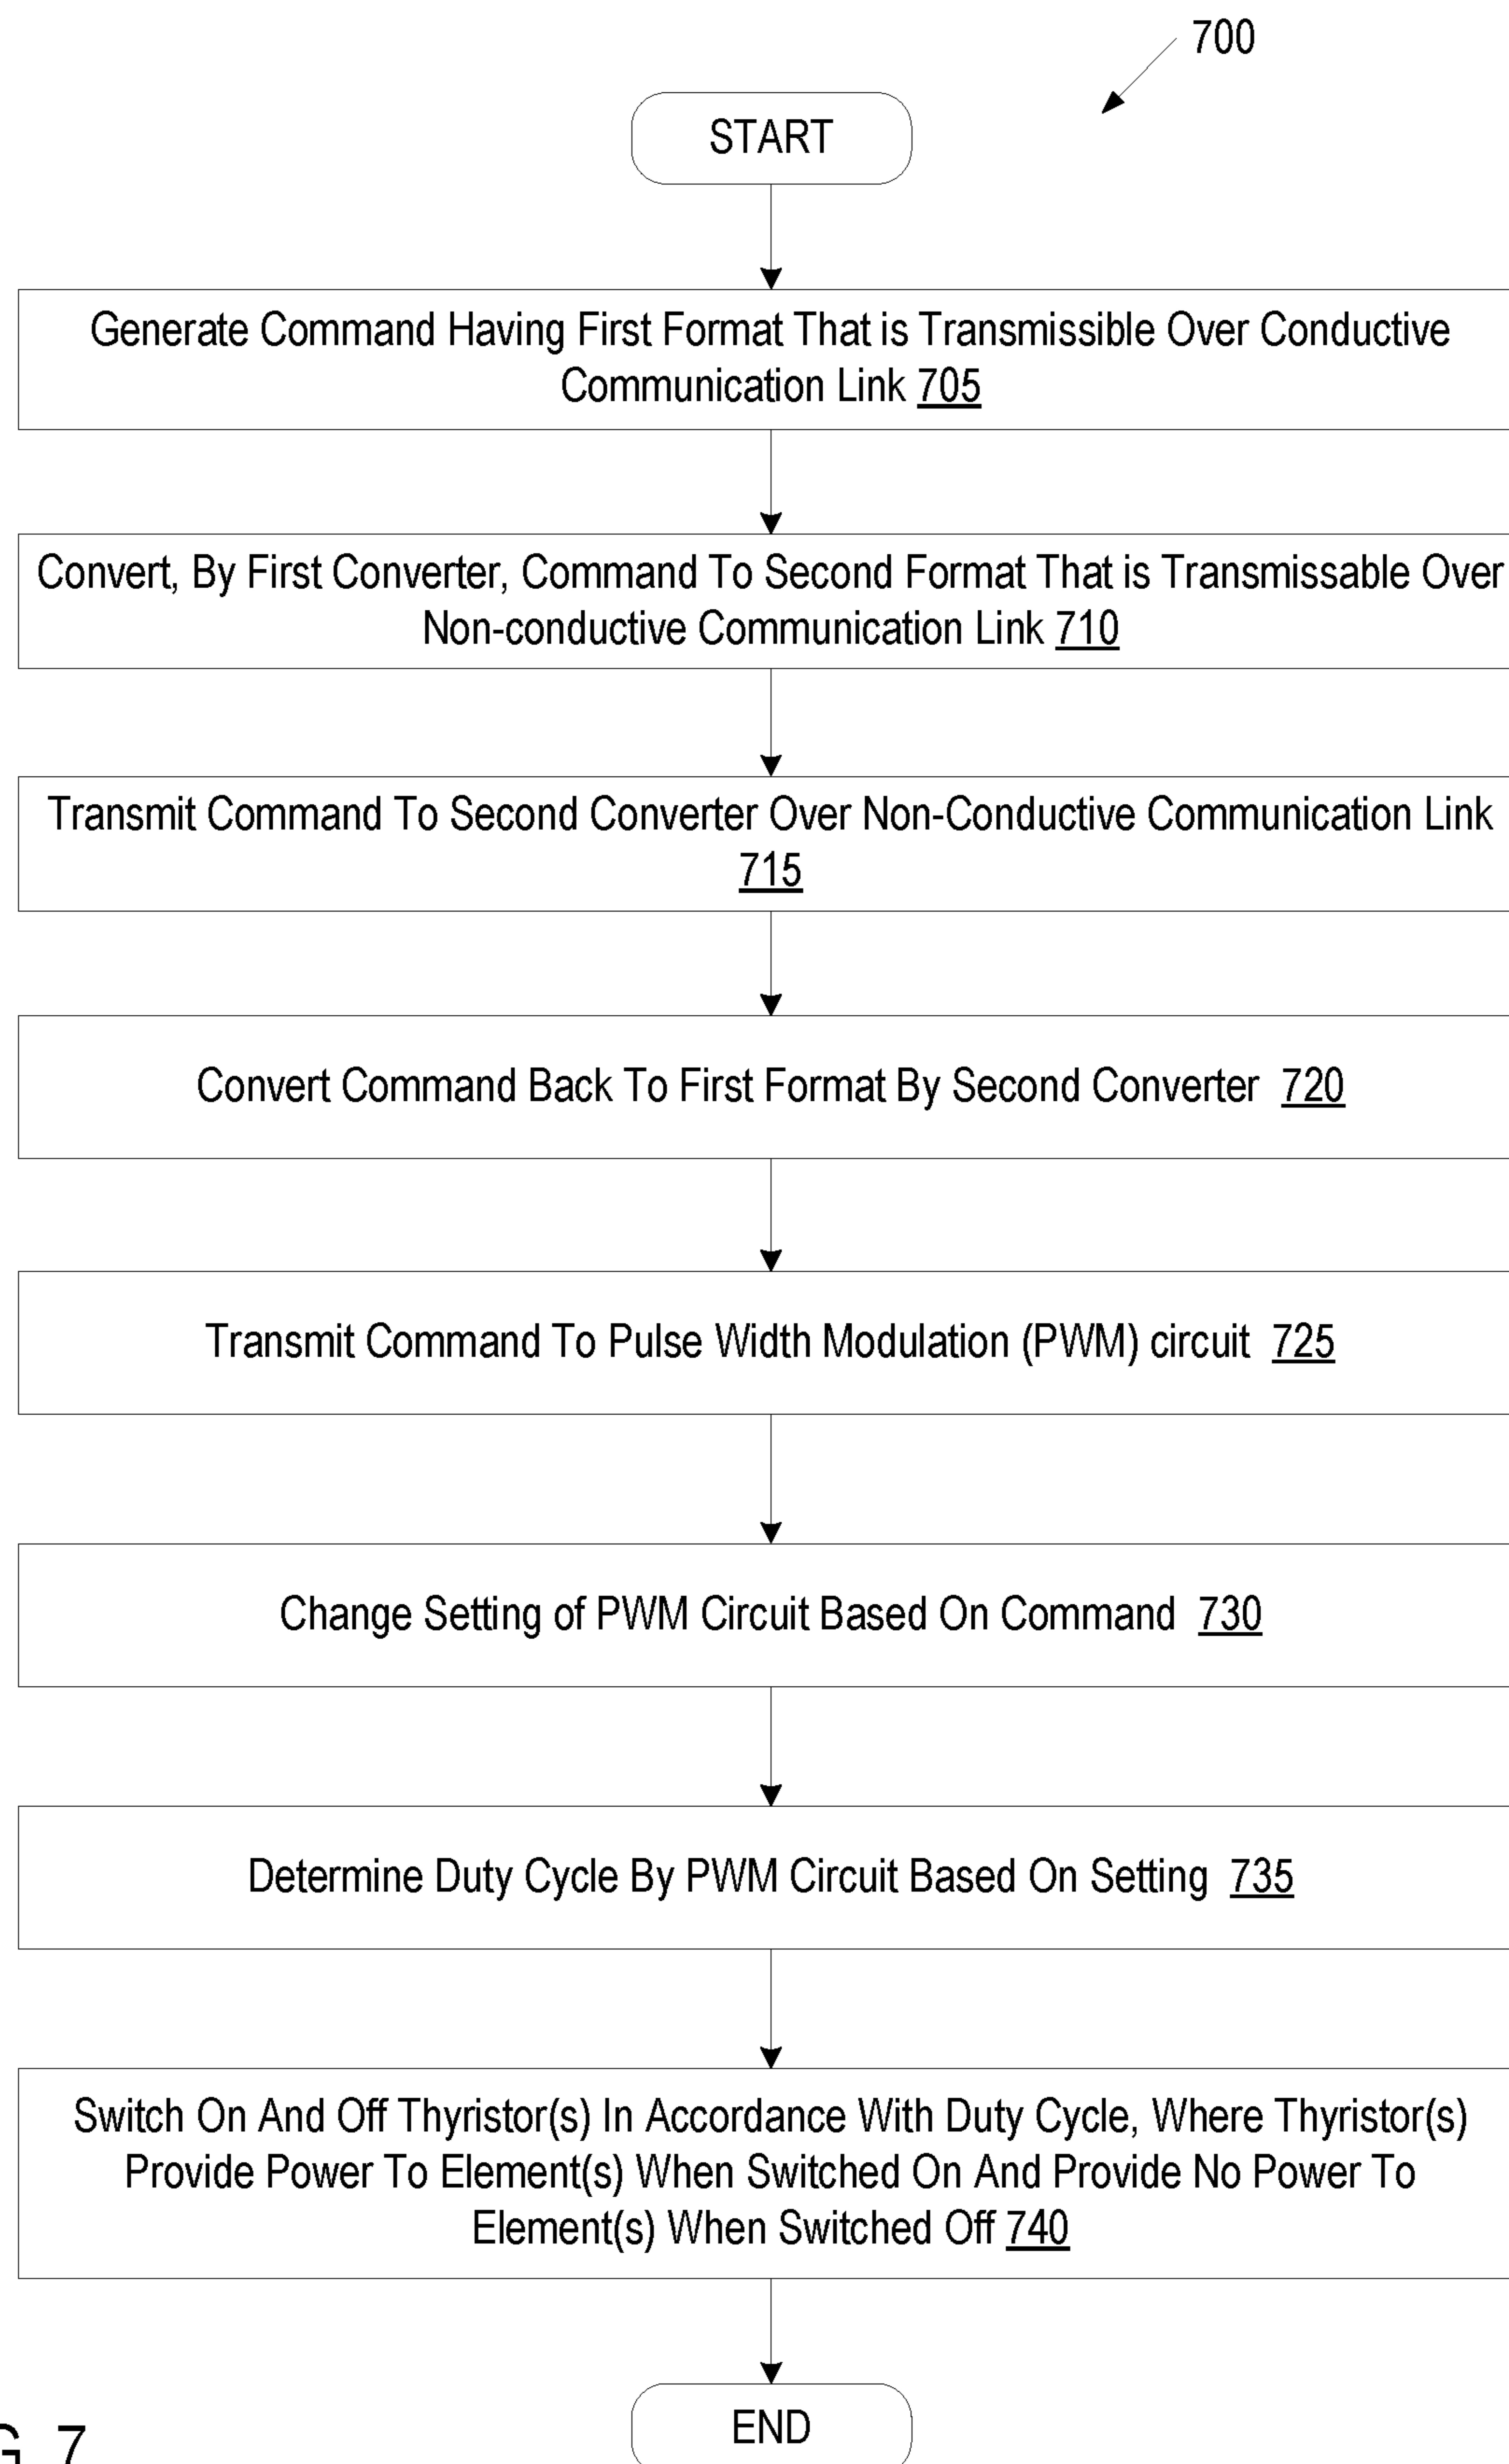 700
START
Generate Command Having First Format That is Transmissible Over Conductive
Communication Link 705
Convert, By First Converter, Command To Second Format That is Transmissable Over
Non-conductive Communication Link 710
Transmit Command To Second Converter Over Non-Conductive Communication Link
715
Convert Command Back To First Format By Second Converter 720
Transmit Command To Pulse Width Modulation (PWM) circuit 725
Change Setting of PWM Circuit Based On Command 730
Determine Duty Cycle By PWM Circuit Based On Setting 735
Switch On And Off Thyristor(s) In Accordance With Duty Cycle, Where Thyristor(s)
Provide Power To Element(s) When Switched On And Provide No Power To
Element(s) When Switched Off 740
END
G. 7